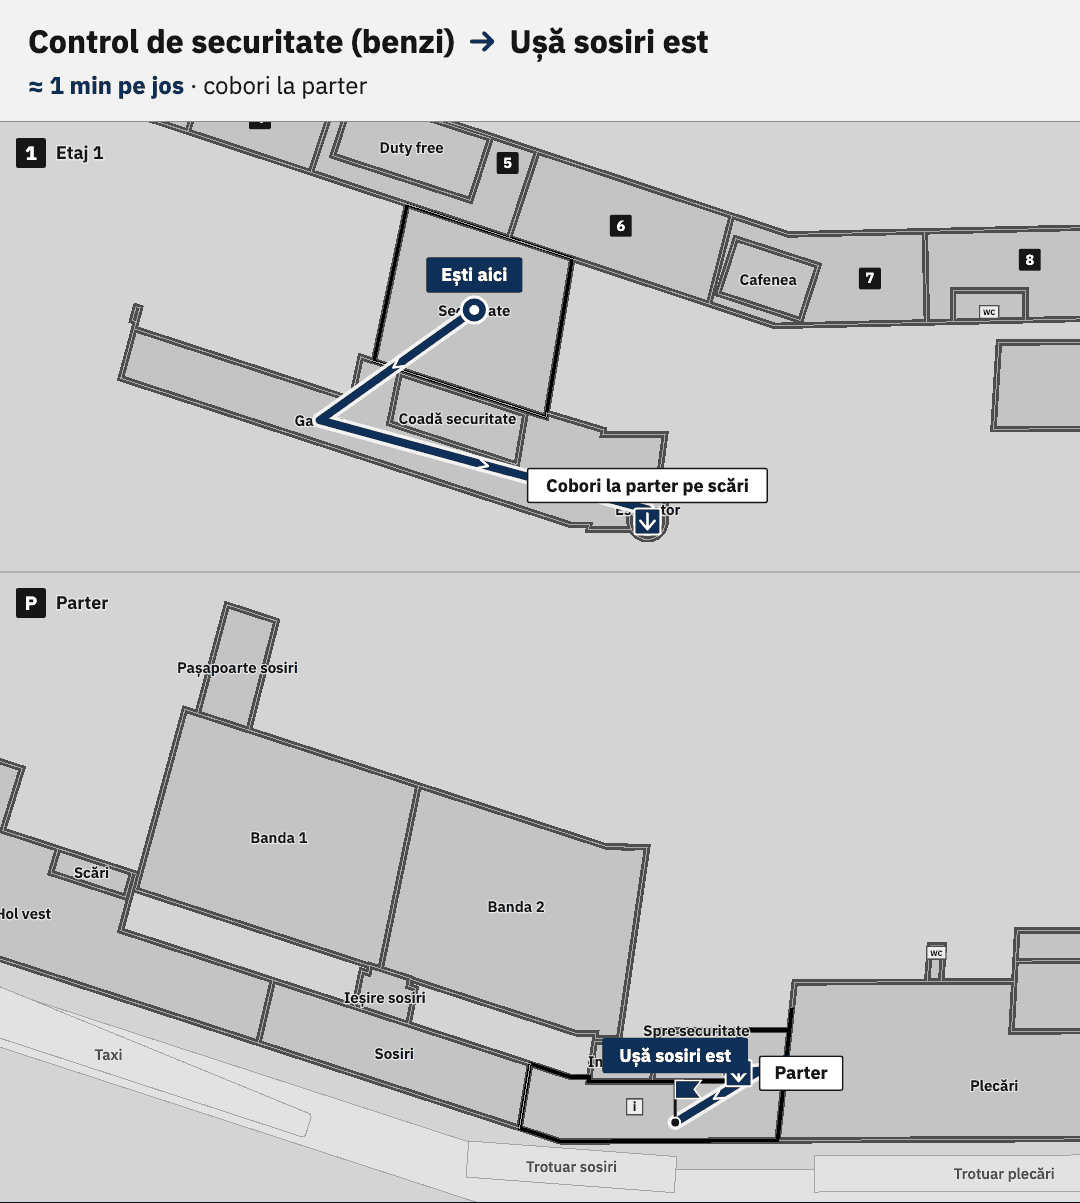 Control de securitate (benzi) → Ușă sosiri est
≈ 1 min pe jos · cobori la parter
1 Etaj 1
Duty free
5
6
Cafenea
7
8
WC
Ești aici
Coadă securitate
Cobori la parter pe scări
P Parter
Pașapoarte sosiri
Banda 1
Scări
Banda 2
Hol vest
WC
Ieșire sosiri
Spre securitate
Taxi
Sosiri
Ușă sosiri est
Parter
Plecări
i
Trotuar sosiri
Trotuar plecări